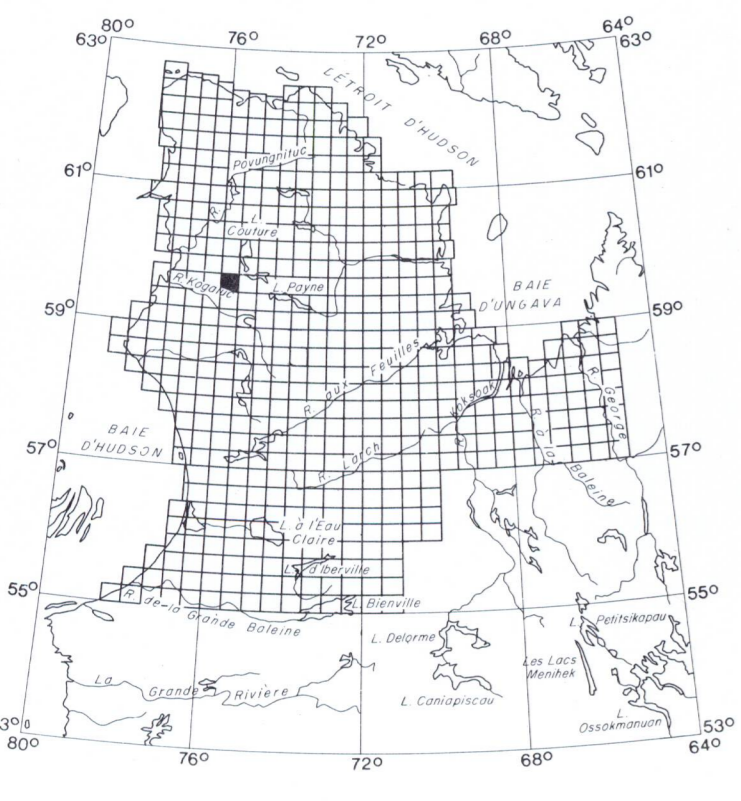 80° 76° 72° 68° 64°
63° 63°
LÉTROIT D'HUDSON
Povungnituc
61° 61°
R.
L.
Couture
R. Kogaluc
L. Payne
BAIE
D'UNGAVA
59° 59°
R. aux Feuilles
Koksoak
R.
R. à la
Baleine
R. George
BAIE
D'HUDSON
57° 57°
R. Larch
L. à l'Eau
Claire
L. d'Iberville
55° 55°
R. de-la Grande Baleine
L. Bienville
L. Delorme
L. Petitsikapau
Les Lacs
Menihek
La Grande Rivière
L. Caniapiscau
L.
Ossokmanuan
3° 53°
80° 76° 72° 68° 64°